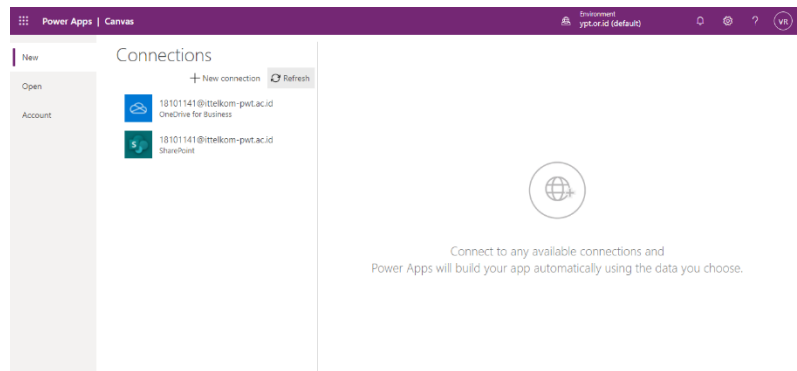 Power Apps | Canvas
Environment
ypt.or.id (default)
?
VR
New
Open
Account
Connections
New connection
Refresh
18101141@ittelkom-pwt.ac.id
OneDrive for Business
18101141@ittelkom-pwt.ac.id
SharePoint
Connect to any available connections and
Power Apps will build your app automatically using the data you choose.